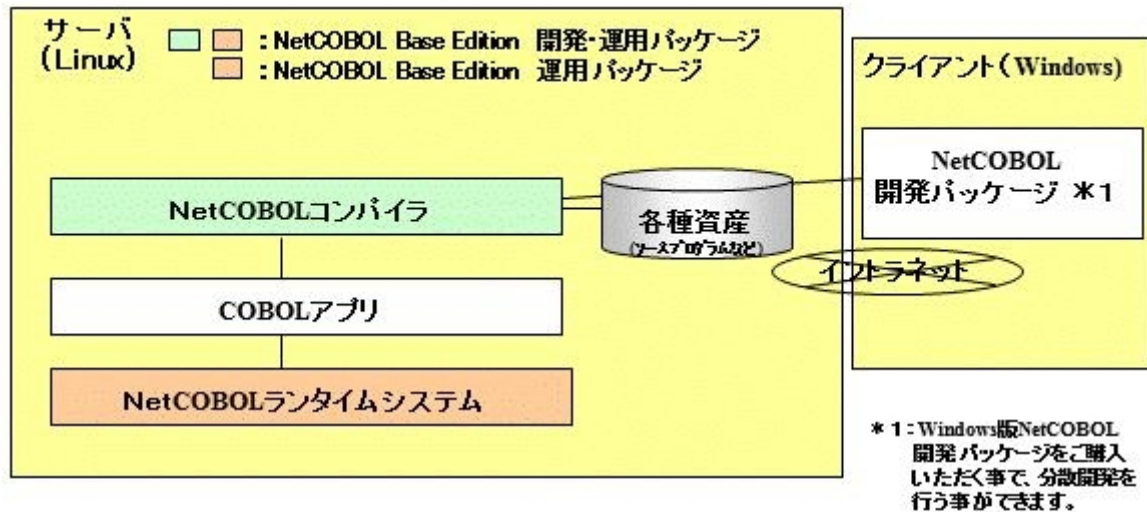 サーバ
(Linux)
:NetCOBOL Base Edition 開発・運用パッケージ
:NetCOBOL Base Edition 運用パッケージ
クライアント(Windows)
NetCOBOL
開発パッケージ *1
NetCOBOLコンパイラ
各種資産
(ソースプログラムなど)
イントラネット
COBOLアプリ
NetCOBOLランタイムシステム
*1:Windows版NetCOBOL
開発パッケージをご購入
いただく事で、分散開発を
行う事ができます。